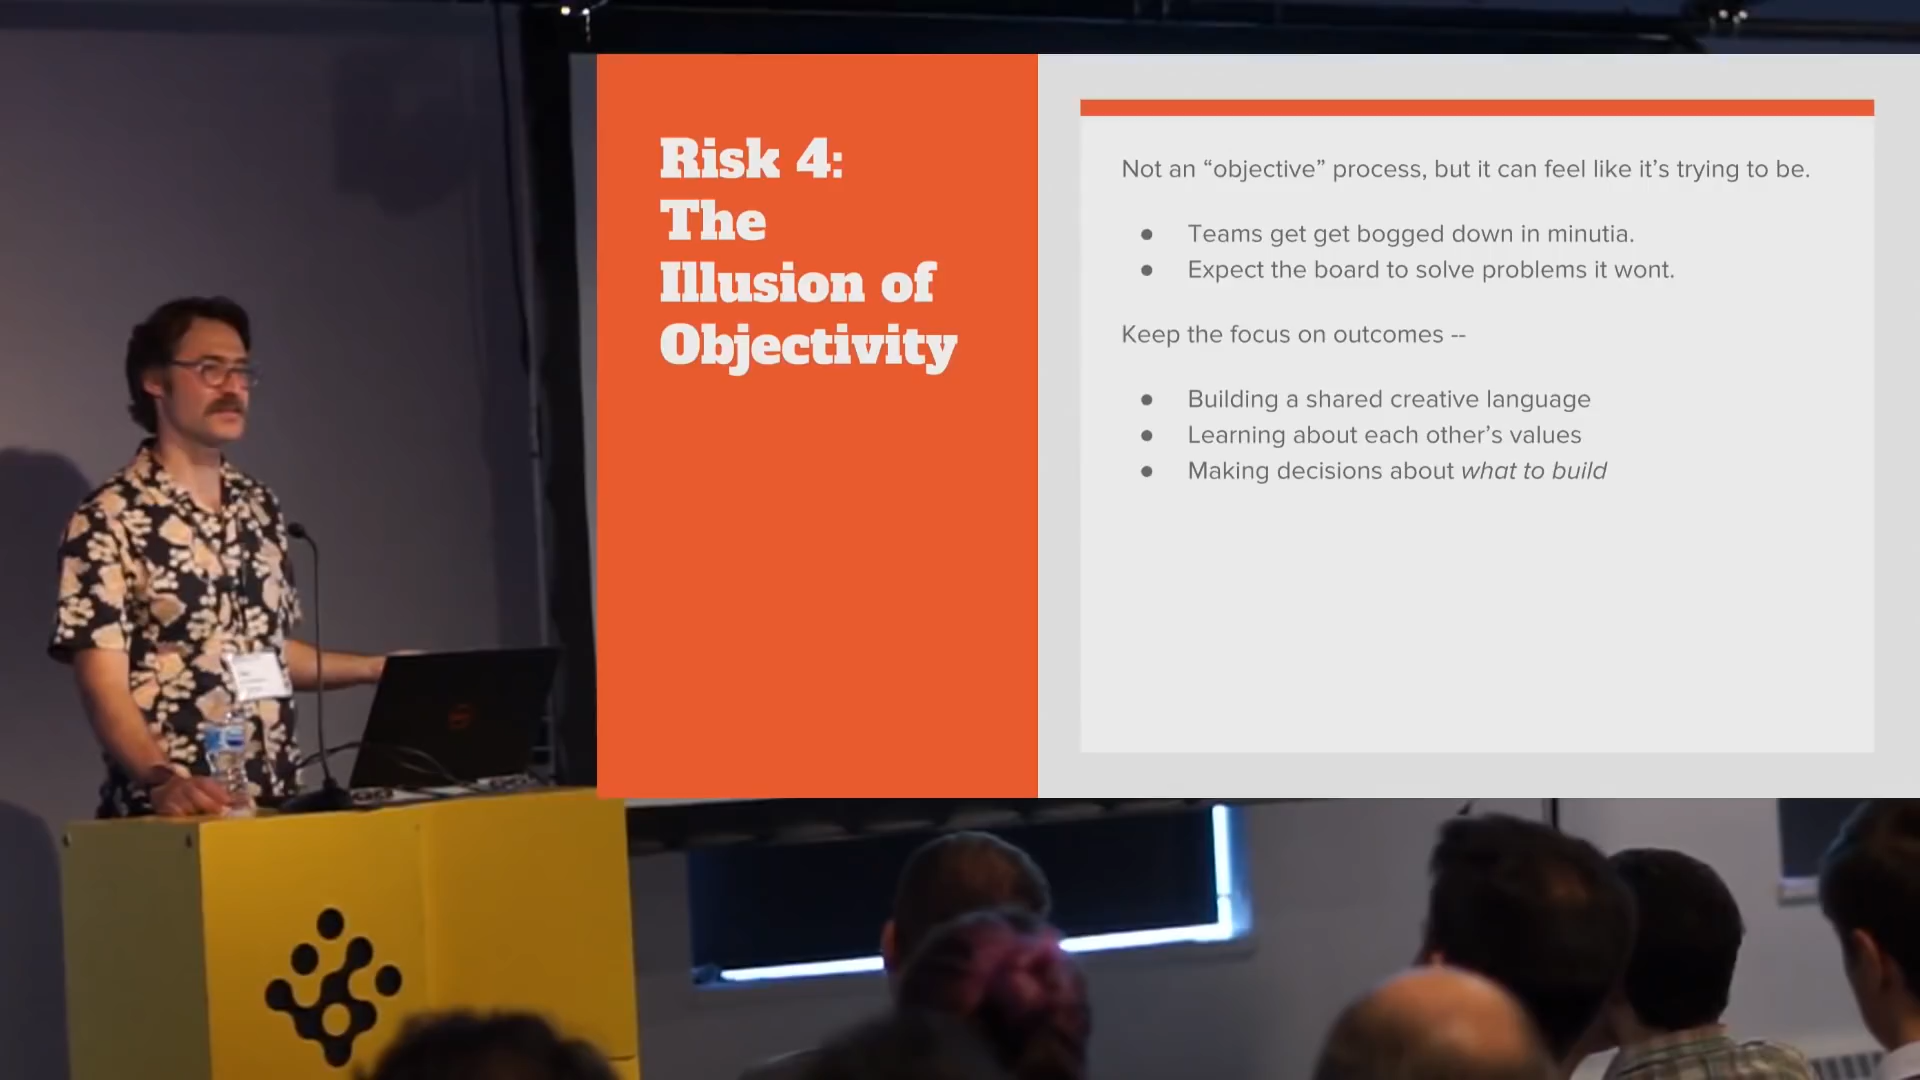 Risk 4:
The
Illusion of
Objectivity
Not an “objective” process, but it can feel like it’s trying to be.
● Teams get get bogged down in minutia.
● Expect the board to solve problems it wont.
Keep the focus on outcomes --
● Building a shared creative language
● Learning about each other’s values
● Making decisions about what to build